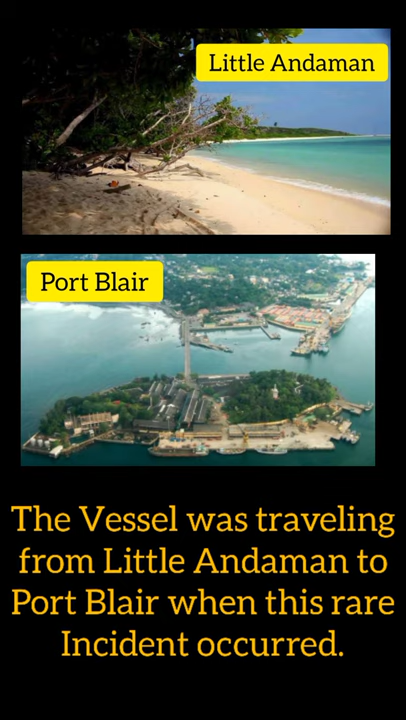 Little Andaman
Port Blair
The Vessel was traveling
from Little Andaman to
Port Blair when this rare
Incident occurred.